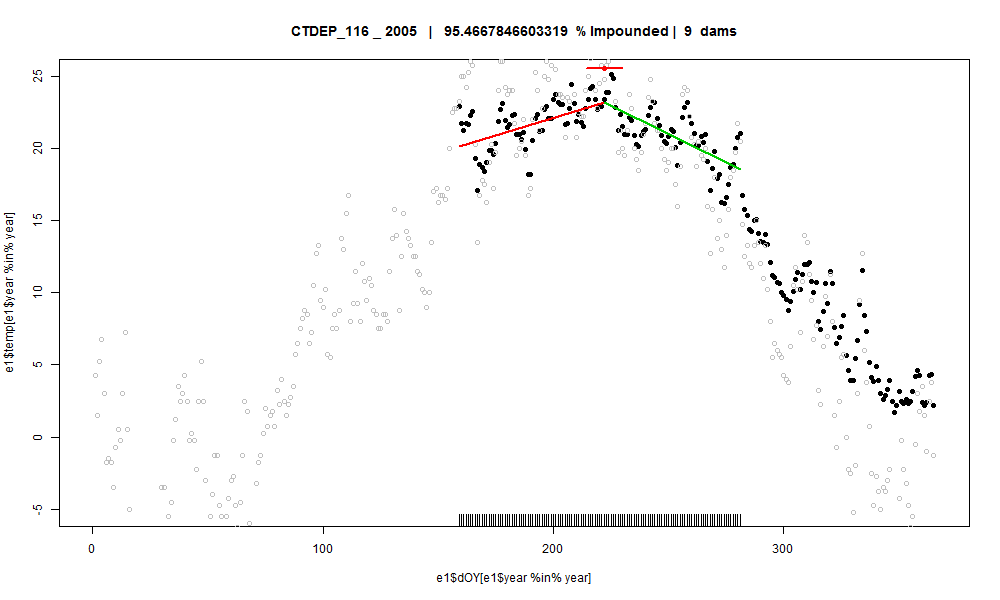 CTDEP_116 _ 2005 | 95.4667846603319 % Impounded | 9 dams
25
20
15
10
5
0
-5
e1$temp[e1$year %in% year]
0 100 200 300
e1$dOY[e1$year %in% year]